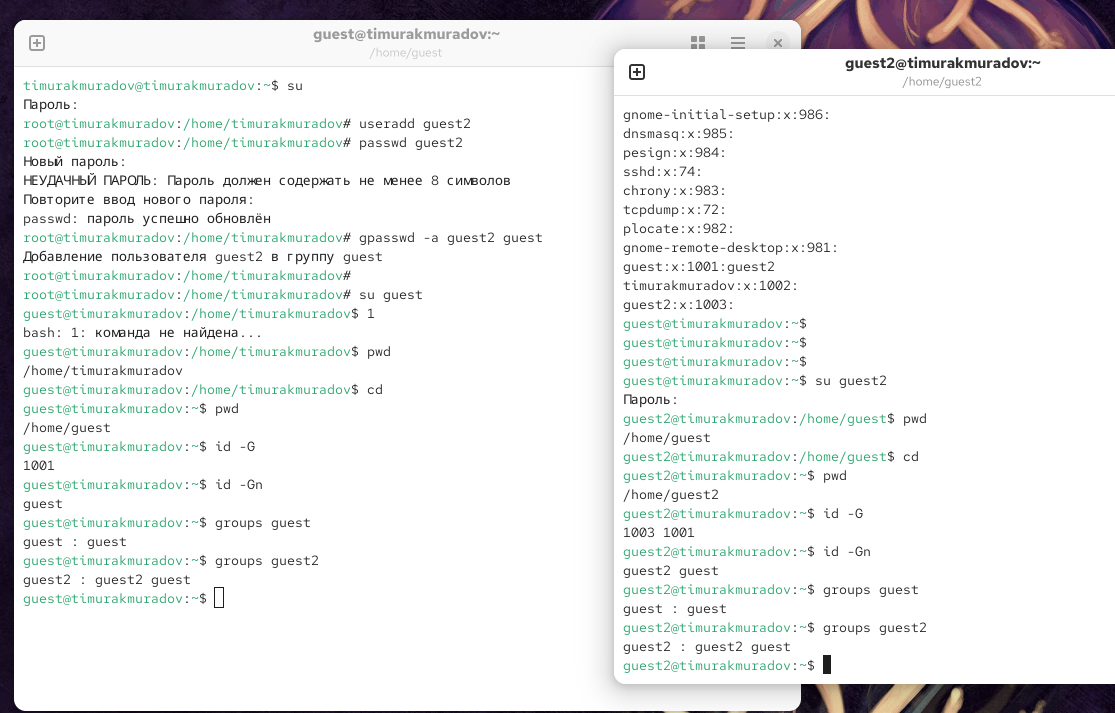 guest@timurakmuradov:~
/home/guest
timurakmuradov@timurakmuradov:~$ su
Пароль:
root@timurakmuradov:/home/timurakmuradov# useradd guest2
root@timurakmuradov:/home/timurakmuradov# passwd guest2
Новый пароль:
НЕУДАЧНЫЙ ПАРОЛЬ: Пароль должен содержать не менее 8 символов
Повторите ввод нового пароля:
passwd: пароль успешно обновлён
root@timurakmuradov:/home/timurakmuradov# gpasswd -a guest2 guest
Добавление пользователя guest2 в группу guest
root@timurakmuradov:/home/timurakmuradov#
root@timurakmuradov:/home/timurakmuradov# su guest
guest@timurakmuradov:/home/timurakmuradov$ 1
bash: 1: команда не найдена...
guest@timurakmuradov:/home/timurakmuradov$ pwd
/home/timurakmuradov
guest@timurakmuradov:/home/timurakmuradov$ cd
guest@timurakmuradov:~$ pwd
/home/guest
guest@timurakmuradov:~$ id -G
1001
guest@timurakmuradov:~$ id -Gn
guest
guest@timurakmuradov:~$ groups guest
guest : guest
guest@timurakmuradov:~$ groups guest2
guest2 : guest2 guest
guest@timurakmuradov:~$
guest2@timurakmuradov:~
/home/guest2
gnome-initial-setup:x:986:
dnsmasq:x:985:
pesign:x:984:
sshd:x:74:
chrony:x:983:
tcpdump:x:72:
plocate:x:982:
gnome-remote-desktop:x:981:
guest:x:1001:guest2
timurakmuradov:x:1002:
guest2:x:1003:
guest@timurakmuradov:~$
guest@timurakmuradov:~$
guest@timurakmuradov:~$
guest@timurakmuradov:~$ su guest2
Пароль:
guest2@timurakmuradov:/home/guest$ pwd
/home/guest
guest2@timurakmuradov:/home/guest$ cd
guest2@timurakmuradov:~$ pwd
/home/guest2
guest2@timurakmuradov:~$ id -G
1003 1001
guest2@timurakmuradov:~$ id -Gn
guest2 guest
guest2@timurakmuradov:~$ groups guest
guest : guest
guest2@timurakmuradov:~$ groups guest2
guest2 : guest2 guest
guest2@timurakmuradov:~$